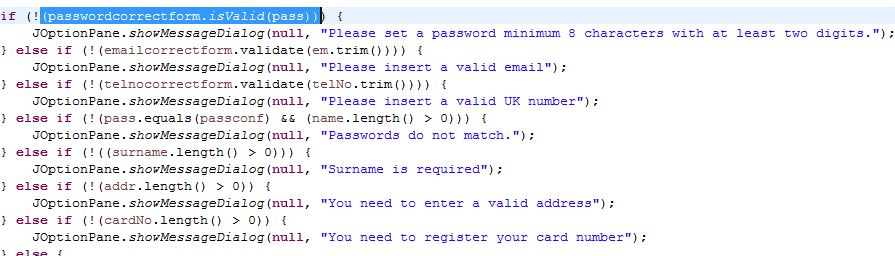 if (!(passwordcorrectform.isValid(pass))) {
JOptionPane.showMessageDialog(null, "Please set a password minimum 8 characters with at least two digits.");
} else if (!(emailcorrectform.validate(em.trim()))) {
JOptionPane.showMessageDialog(null, "Please insert a valid email");
} else if (!(telnocorrectform.validate(telNo.trim()))) {
JOptionPane.showMessageDialog(null, "Please insert a valid UK number");
} else if (!(pass.equals(passconf) && (name.length() > 0))) {
JOptionPane.showMessageDialog(null, "Passwords do not match.");
} else if (!((surname.length() > 0))) {
JOptionPane.showMessageDialog(null, "Surname is required");
} else if (!(addr.length() > 0)) {
JOptionPane.showMessageDialog(null, "You need to enter a valid address");
} else if (!(cardNo.length() > 0)) {
JOptionPane.showMessageDialog(null, "You need to register your card number");
} else {